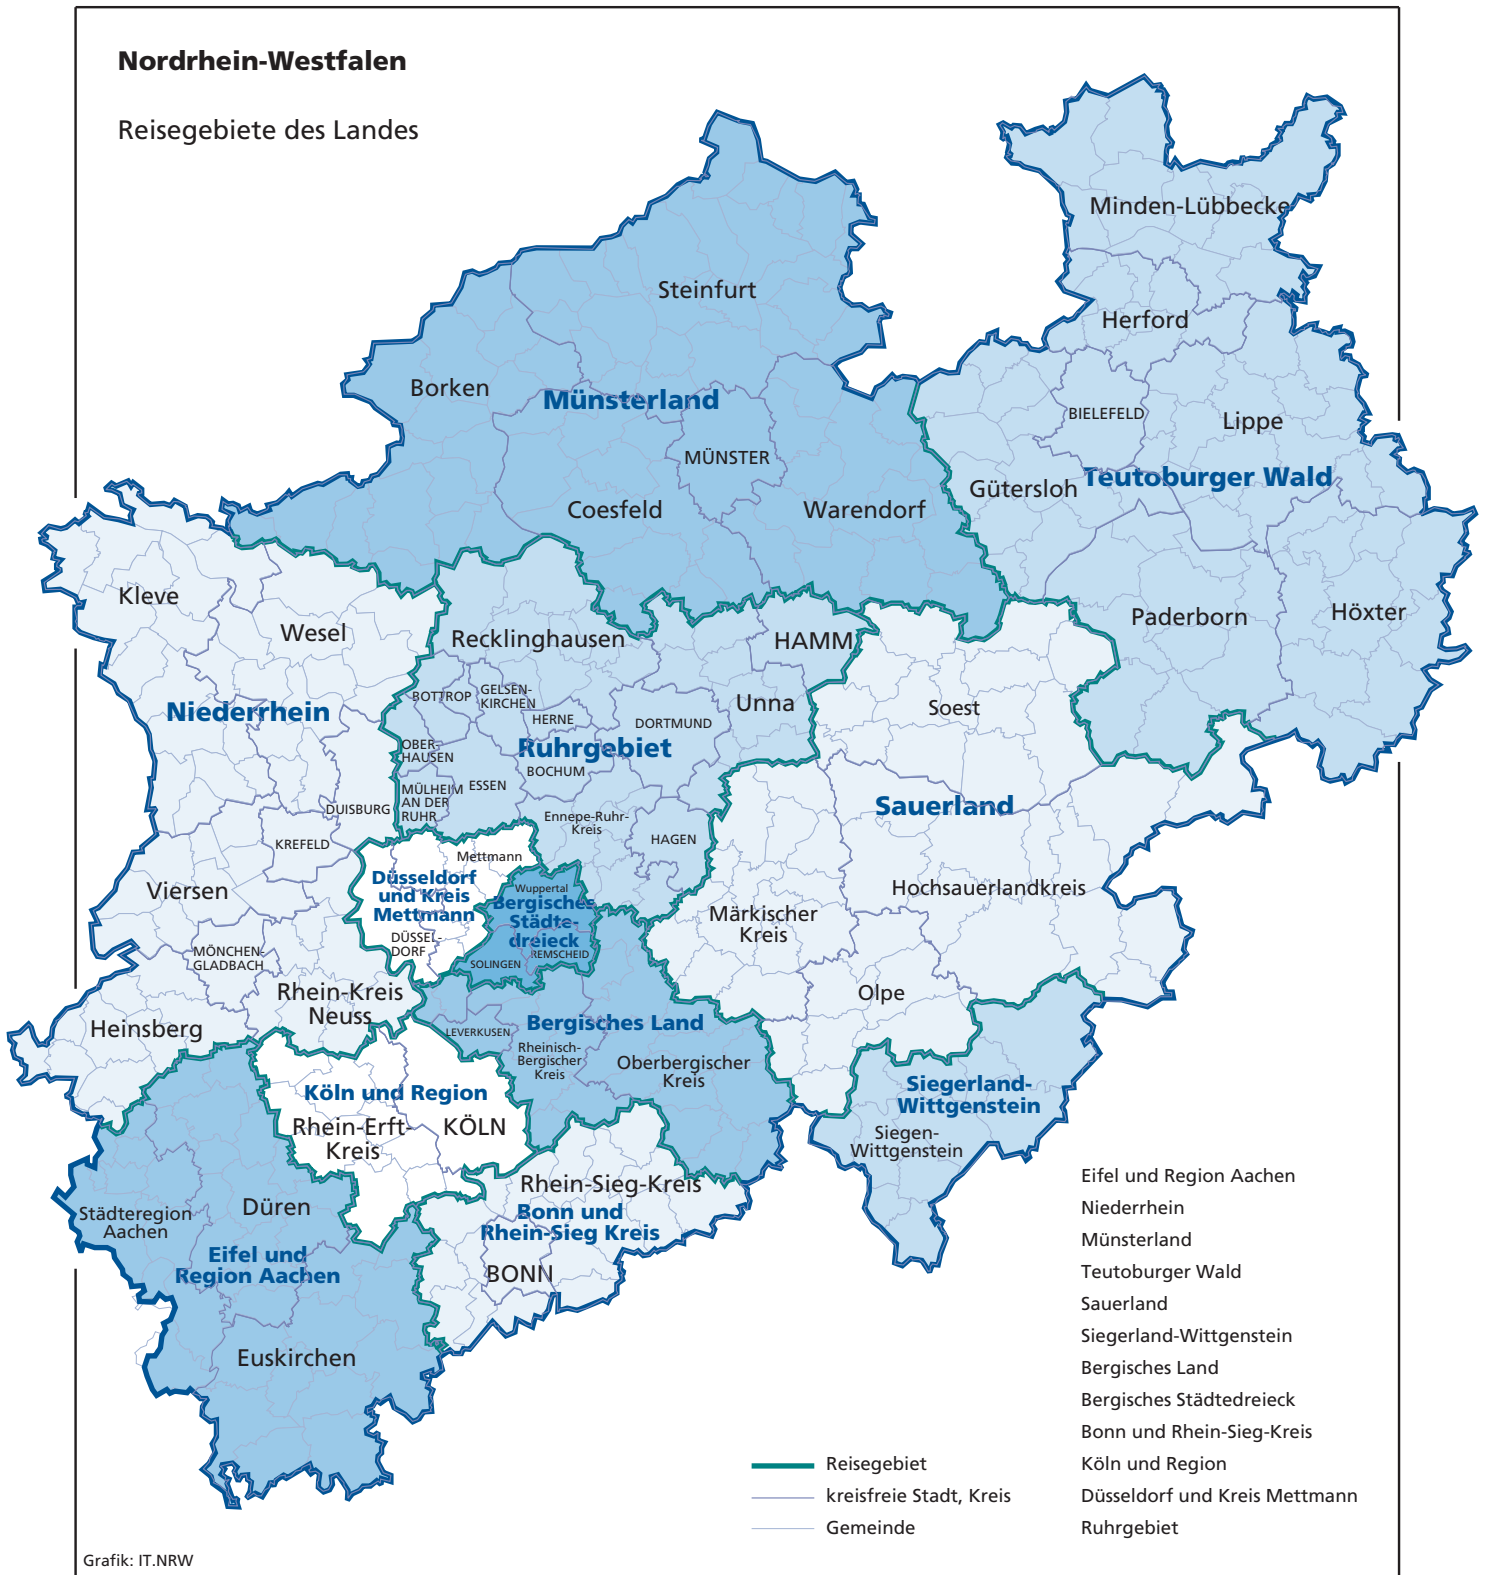 Nordrhein-Westfalen
Reisegebiete des Landes
Minden-Lübbecke
Steinfurt
Herford
Borken
Münsterland
BIELEFELD
Lippe
MÜNSTER
Teutoburger Wald
Gütersloh
Coesfeld
Warendorf
Kleve
Wesel
Recklinghausen
HAMM
Paderborn
Höxter
BOTTROP
GELSEN-
KIRCHEN
Unna
Soest
Niederrhein
HERNE
DORTMUND
OBER-
HAUSEN
Ruhrgebiet
BOCHUM
MÜLHEIM
AN DER
RUHR
ESSEN
DUISBURG
Sauerland
Ennepe-Ruhr-
Kreis
HAGEN
KREFELD
Mettmann
Düsseldorf
und Kreis
Mettmann
Viersen
Wuppertal
Bergisches
Städte-
dreieck
Hochsauerlandkreis
Märkischer
Kreis
DÜSSEL-
DORF
MÖNCHEN-
GLADBACH
SOLINGEN
REMSCHEID
Rhein-Kreis
Neuss
Olpe
Heinsberg
LEVERKUSEN
Bergisches Land
Rheinisch-
Bergischer
Kreis
Oberbergischer
Kreis
Köln und Region
Siegerland-
Wittgenstein
Rhein-Erft-
Kreis
KÖLN
Siegen-
Wittgenstein
Rhein-Sieg-Kreis
Städteregion
Aachen
Düren
Bonn und
Rhein-Sieg Kreis
Eifel und
Region Aachen
BONN
Euskirchen
Eifel und Region Aachen
Niederrhein
Münsterland
Teutoburger Wald
Sauerland
Siegerland-Wittgenstein
Bergisches Land
Bergisches Städtedreieck
Bonn und Rhein-Sieg-Kreis
Köln und Region
Düsseldorf und Kreis Mettmann
Ruhrgebiet
Reisegebiet
kreisfreie Stadt, Kreis
Gemeinde
Grafik: IT.NRW